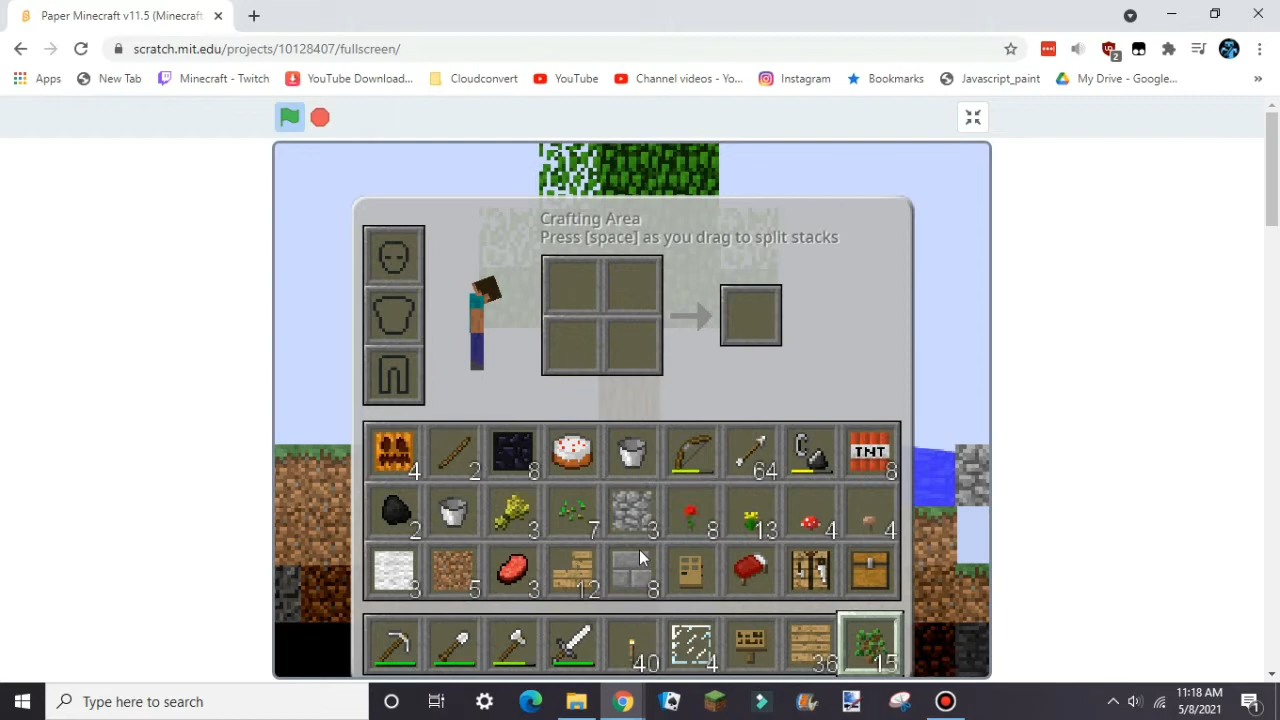 Paper Minecraft v11.5 (Minecraft
scratch.mit.edu/projects/10128407/fullscreen/
2
Apps New Tab Minecraft - Twitch YouTube Download... Cloudconvert YouTube Channel videos - Yo... Instagram Bookmarks Javascript_paint My Drive - Google... »
Crafting Area
Press [space] as you drag to split stacks
4 2 8 64 TNT 8
2 3 7 3 8 13 4 4
3 5 3 12 8
40 4 36 15
Type here to search
11:18 AM
5/8/2021
1